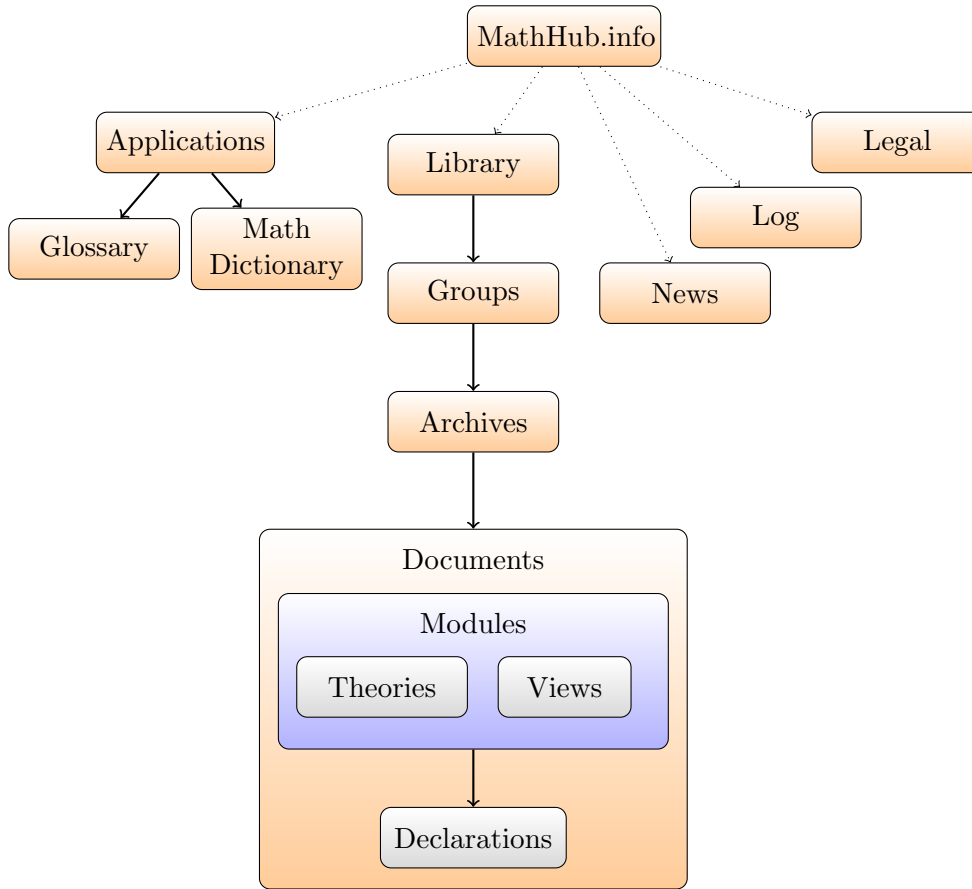 MathHub.info
Applications
Library
Legal
Glossary
Math
Dictionary
Log
Groups
News
Archives
Documents
Modules
Theories
Views
Declarations